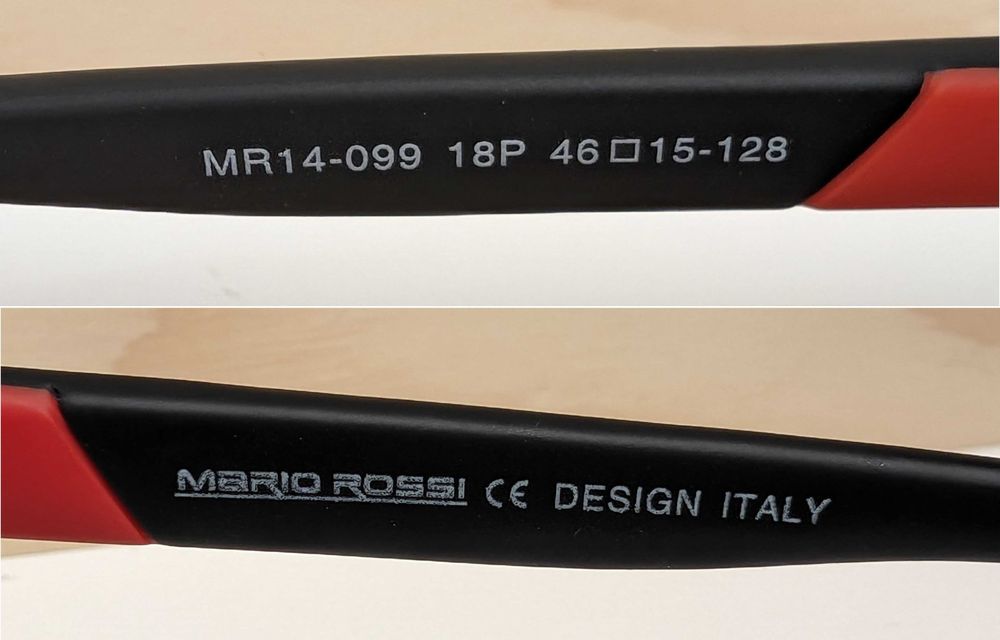 MR14-099 18P 46□15-128
MARIO ROSSI CE DESIGN ITALY